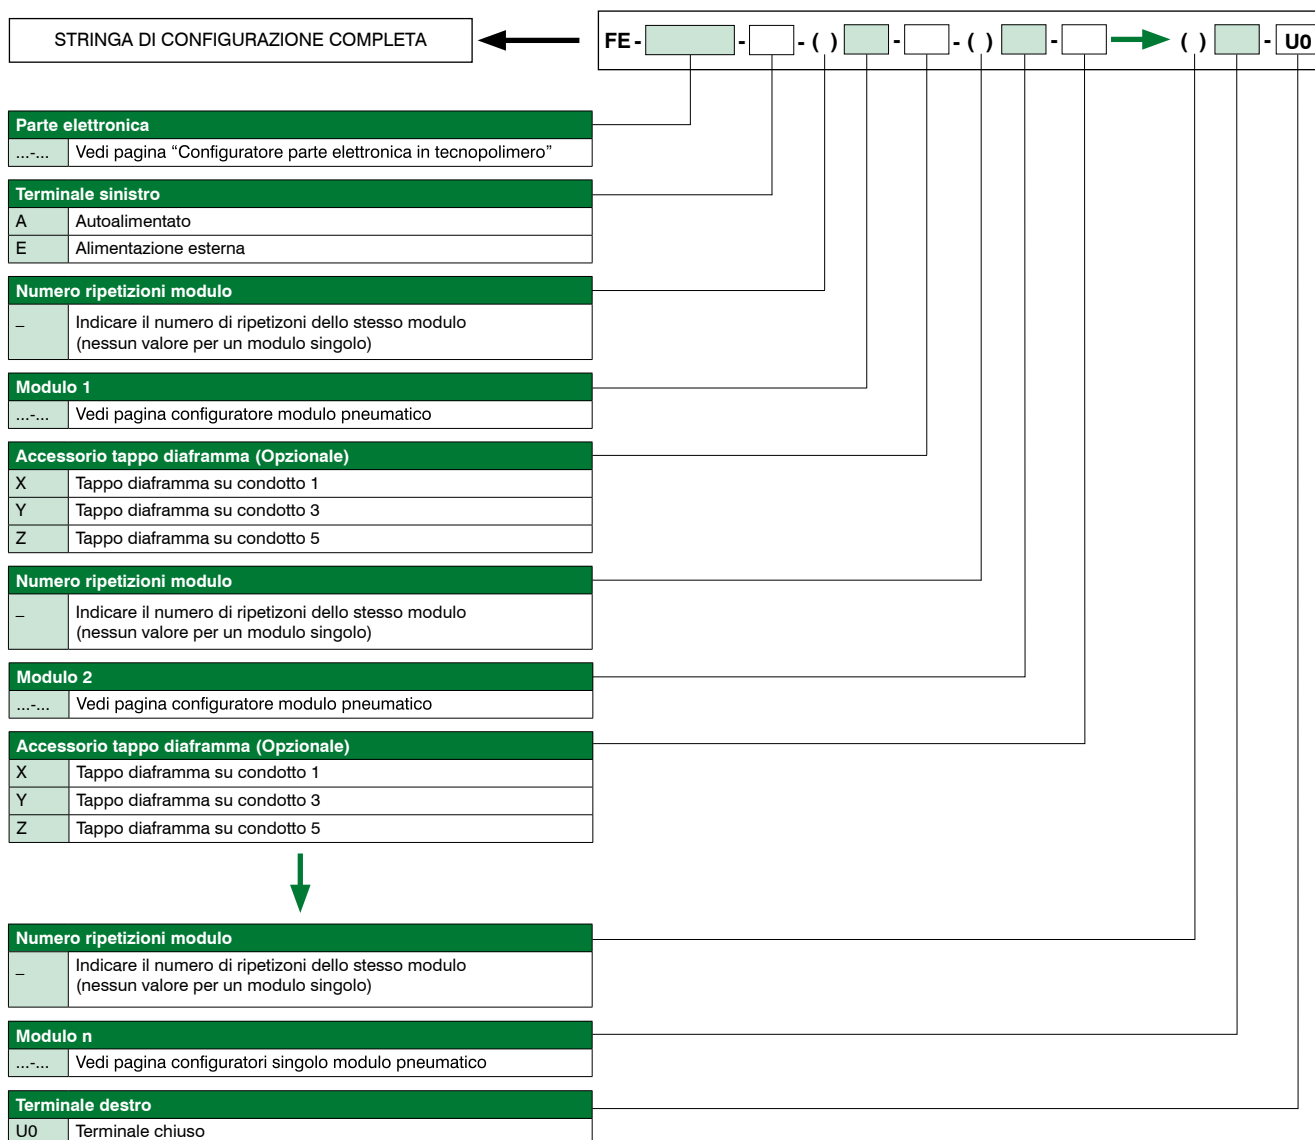 STRINGA DI CONFIGURAZIONE COMPLETA
FE - - - ( ) - - ( ) - ( ) - U0
Parte elettronica
...-... Vedi pagina “Configuratore parte elettronica in tecnopolimero”
Terminale sinistro
A Autoalimentato
E Alimentazione esterna
Numero ripetizioni modulo
– Indicare il numero di ripetizoni dello stesso modulo
(nessun valore per un modulo singolo)
Modulo 1
...-... Vedi pagina configuratore modulo pneumatico
Accessorio tappo diaframma (Opzionale)
X Tappo diaframma su condotto 1
Y Tappo diaframma su condotto 3
Z Tappo diaframma su condotto 5
Numero ripetizioni modulo
– Indicare il numero di ripetizoni dello stesso modulo
(nessun valore per un modulo singolo)
Modulo 2
...-... Vedi pagina configuratore modulo pneumatico
Accessorio tappo diaframma (Opzionale)
X Tappo diaframma su condotto 1
Y Tappo diaframma su condotto 3
Z Tappo diaframma su condotto 5
Numero ripetizioni modulo
– Indicare il numero di ripetizoni dello stesso modulo
(nessun valore per un modulo singolo)
Modulo n
...-... Vedi pagina configuratori singolo modulo pneumatico
Terminale destro
U0 Terminale chiuso